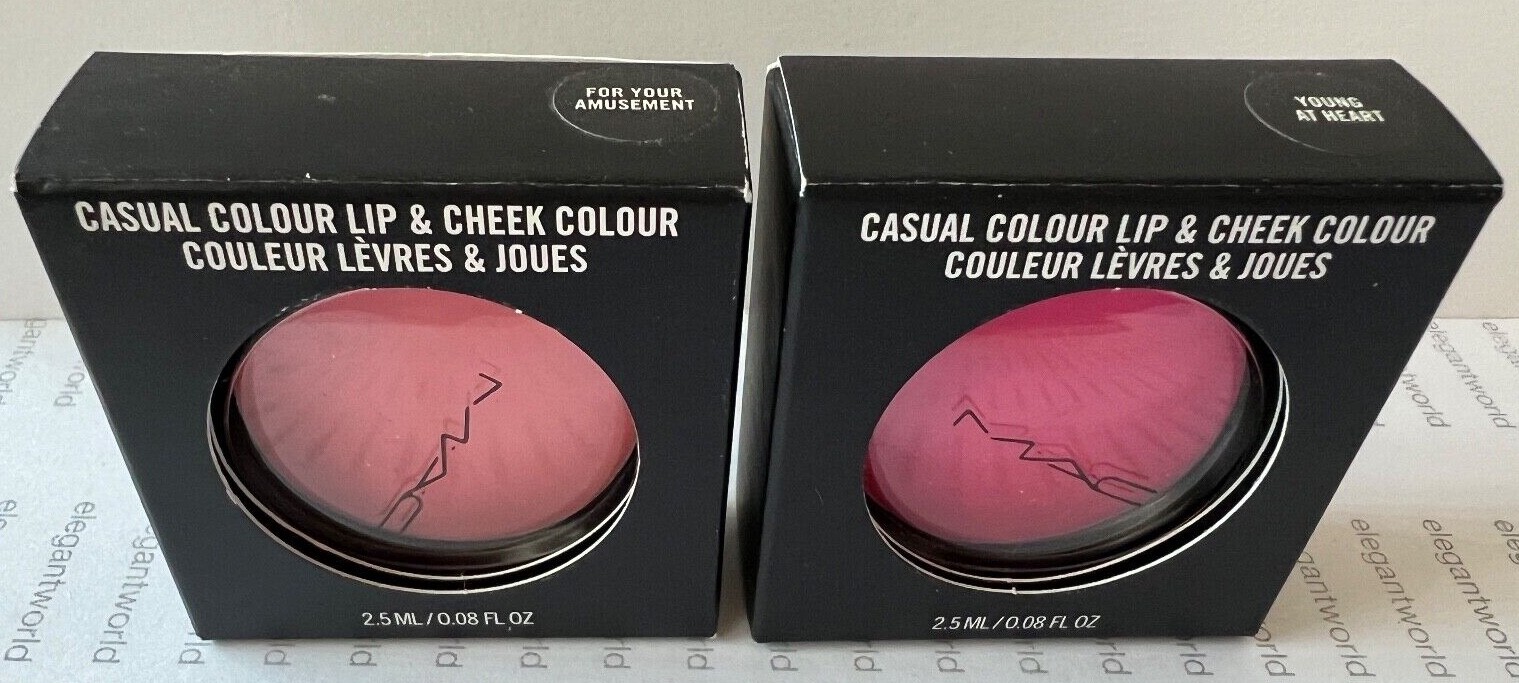 FOR YOUR
AMUSEMENT
CASUAL COLOUR LIP & CHEEK COLOUR
COULEUR LÈVRES & JOUES
MAC
2.5 ML / 0.08 FL OZ
YOUNG
AT HEART
CASUAL COLOUR LIP & CHEEK COLOUR
COULEUR LÈVRES & JOUES
MAC
2.5 ML / 0.08 FL OZ
elegantworld
elegantworld
elegantworld
elegantworld
elegantworld
elegantworld